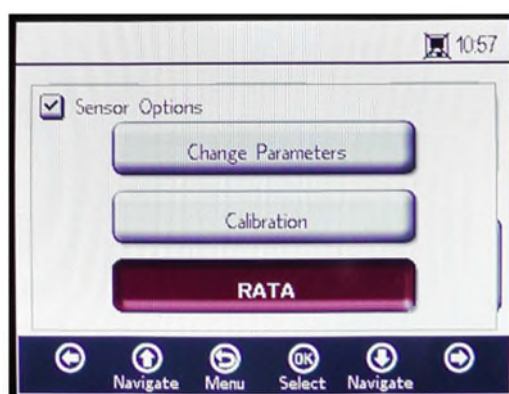 10:57
Sensor Options
Change Parameters
Calibration
RATA
OK
Navigate Menu Select Navigate